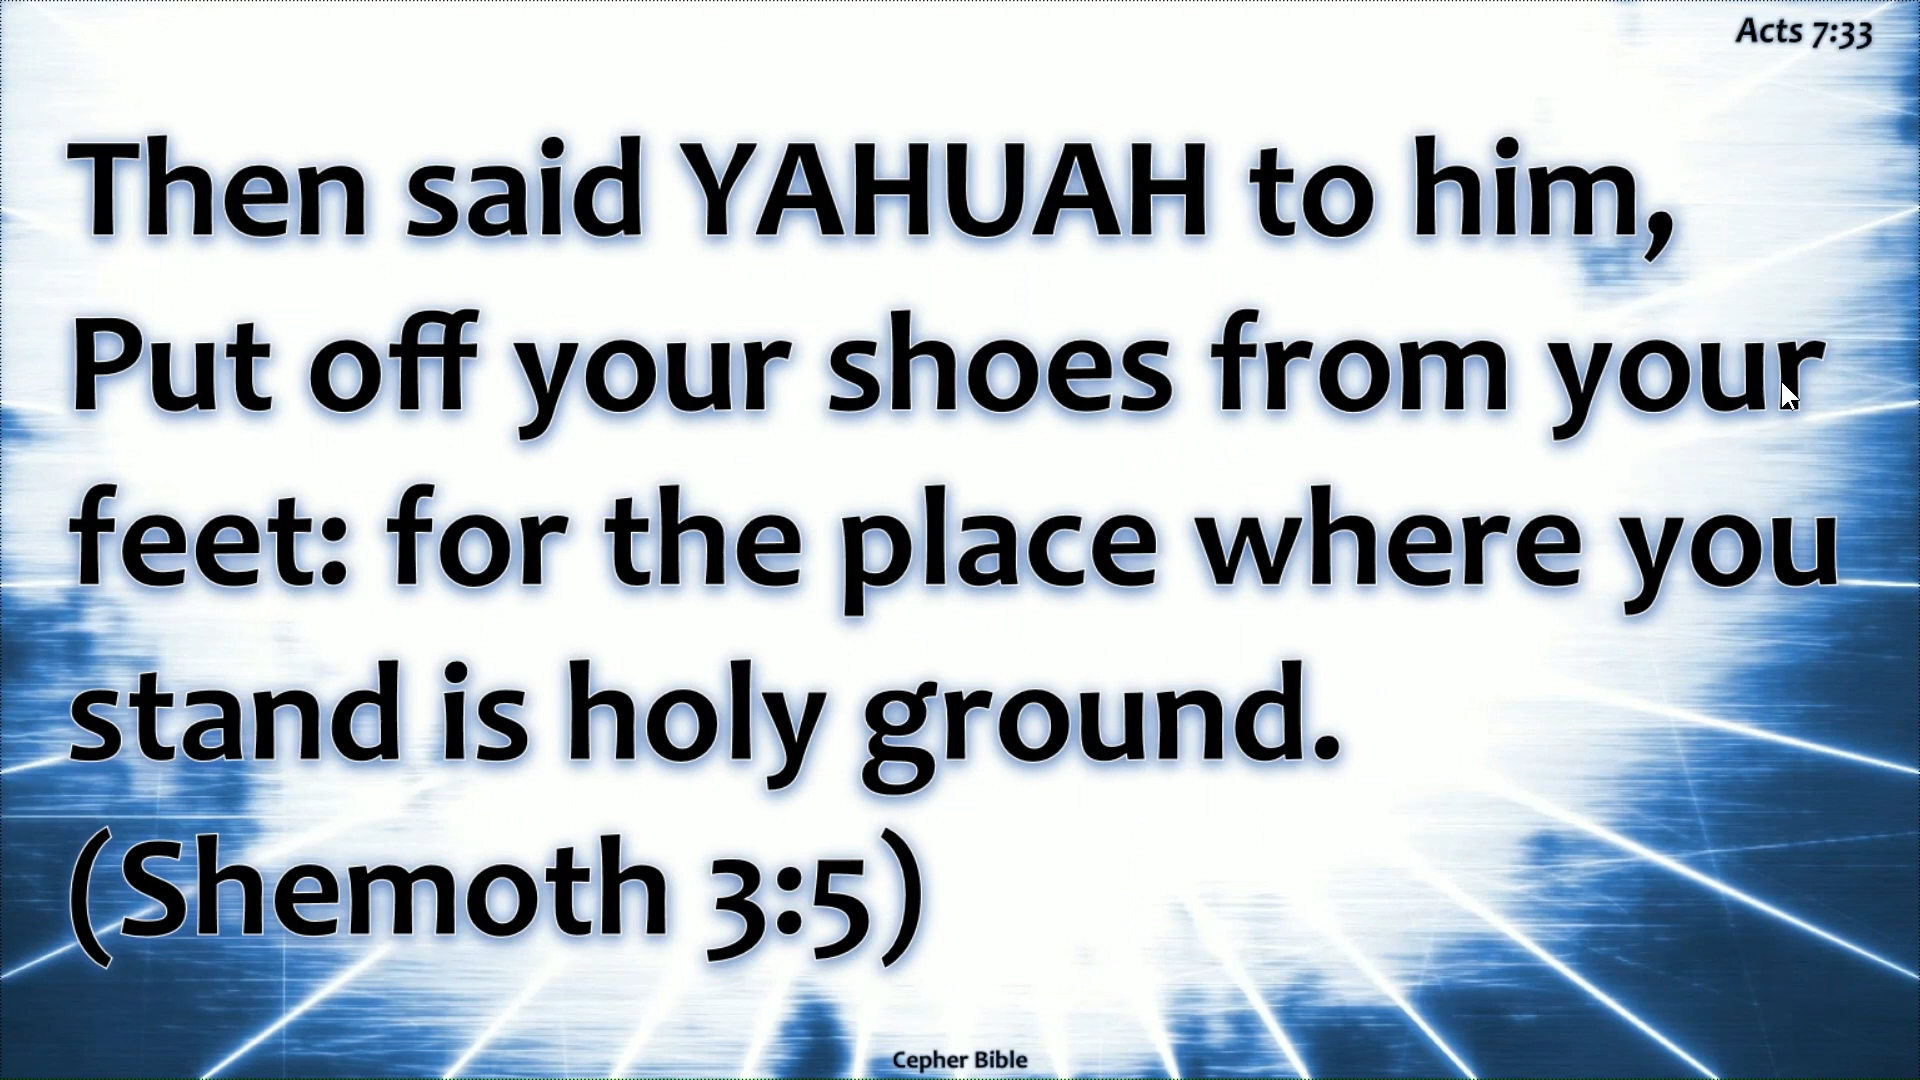 Acts 7:33
Then said YAHUAH to him,
Put off your shoes from your
feet: for the place where you
stand is holy ground.
(Shemoth 3:5)
Cepher Bible